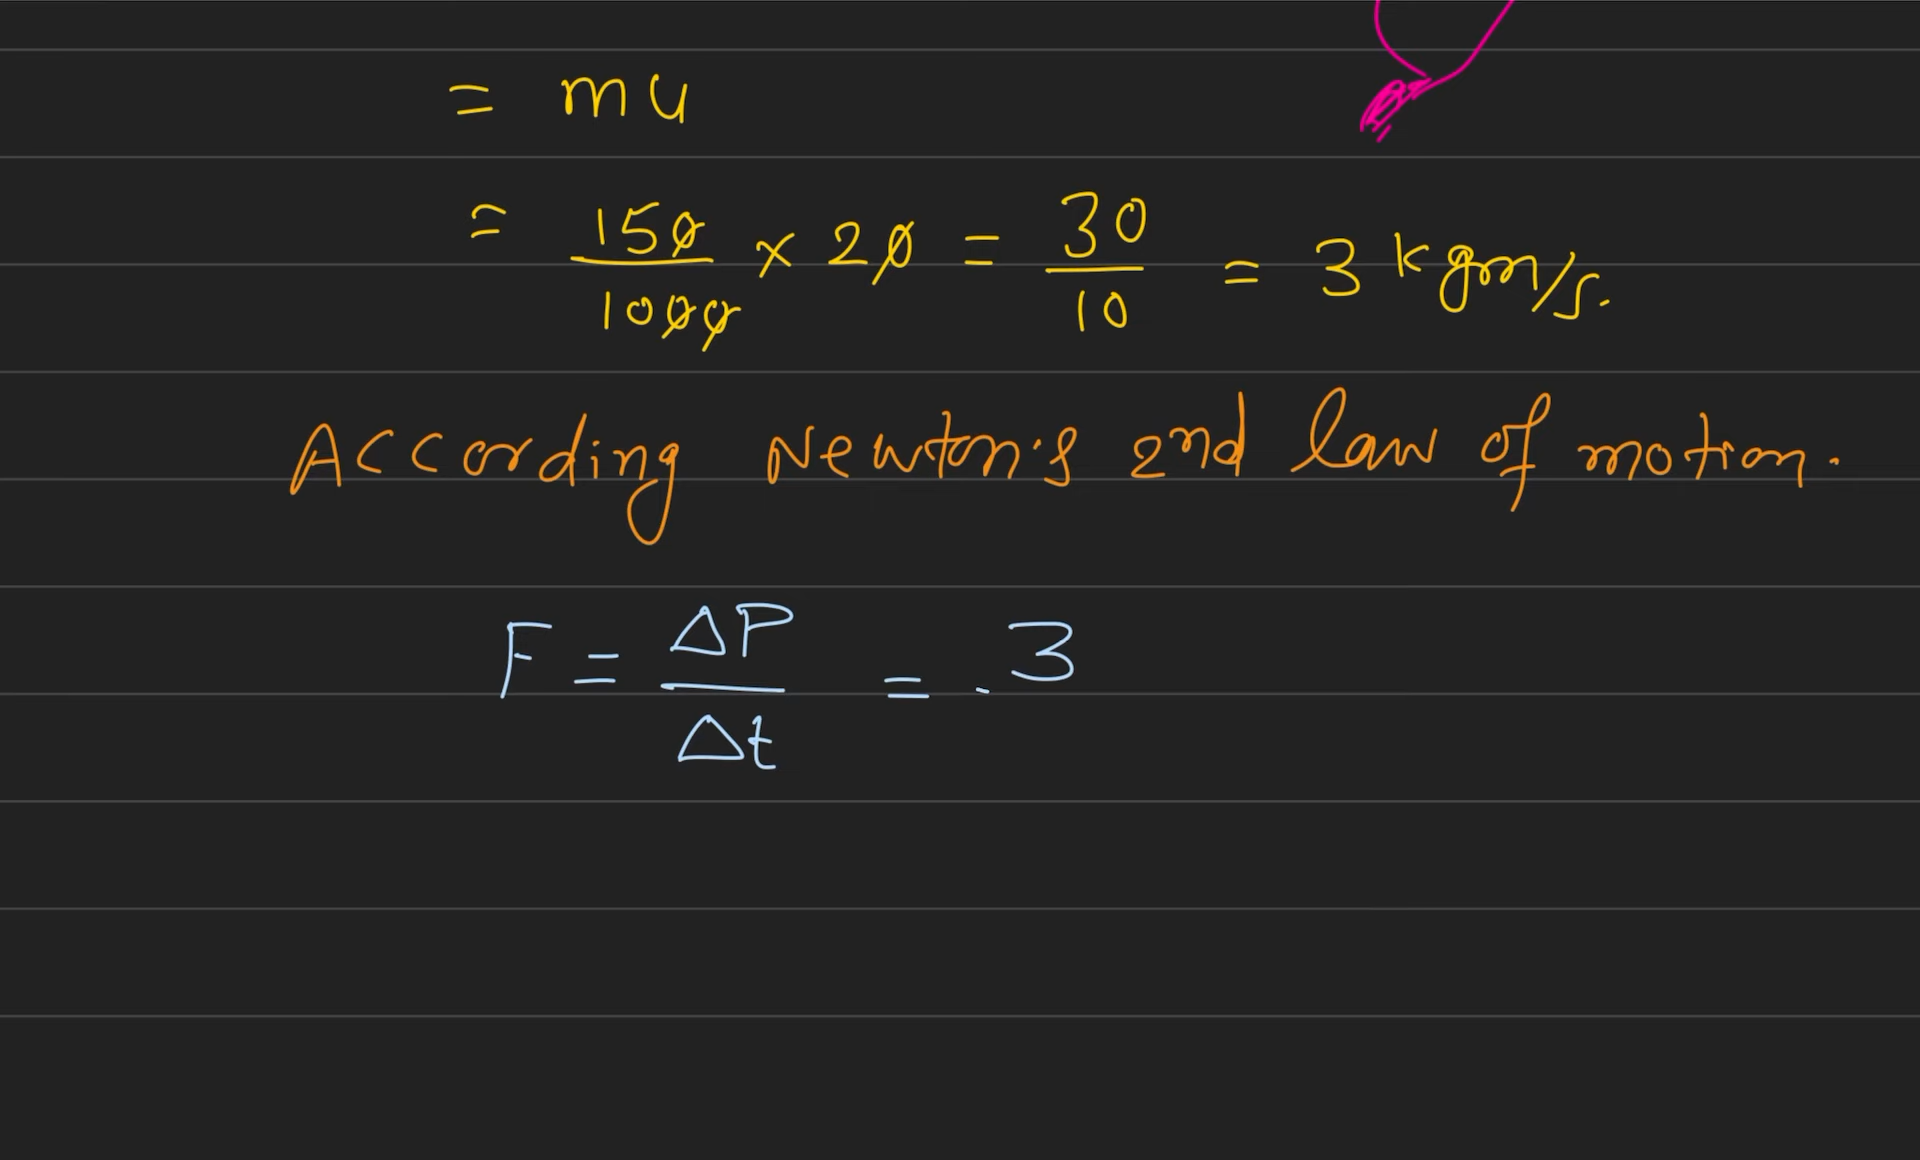 = mu
= 150/1000 × 20 = 30/10 = 3 kgm/s.
According Newton's 2nd law of motion.
F = ΔP/Δt = . 3